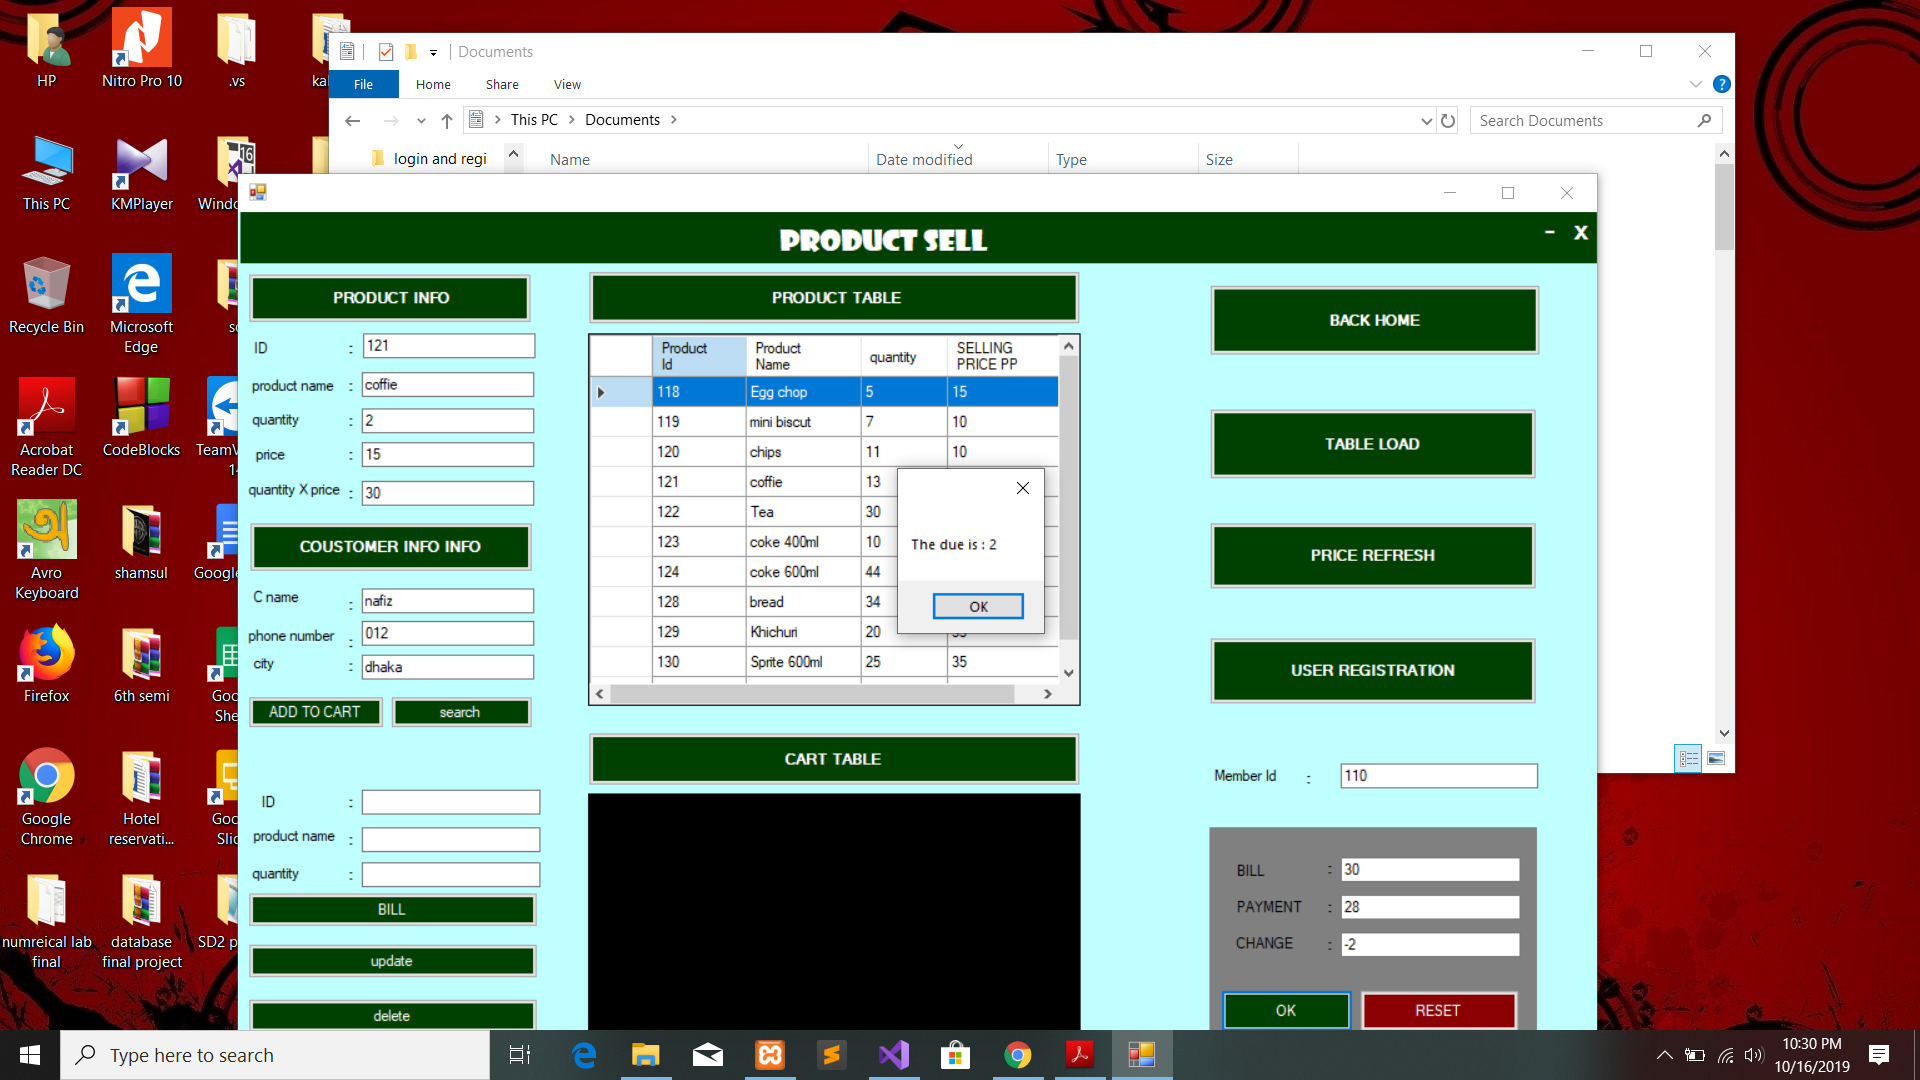 HP
Nitro Pro 10
.vs
Documents
File
Home
Share
View
This PC
Documents
Search Documents
login and regi
Name
Date modified
Type
Size
This PC
KMPlayer
PRODUCT SELL
- X
Recycle Bin
Microsoft
Edge
PRODUCT INFO
ID : 121
product name : coffie
quantity : 2
price : 15
quantity X price : 30
COUSTOMER INFO INFO
C name : nafiz
phone number : 012
city : dhaka
ADD TO CART
search
ID :
product name :
quantity :
BILL
update
delete
PRODUCT TABLE
Product Id Product Name quantity SELLING PRICE PP
118 Egg chop 5 15
119 mini biscut 7 10
120 chips 11 10
121 coffie 13
122 Tea 30
123 coke 400ml 10
124 coke 600ml 44
128 bread 34
129 Khichuri 20
130 Sprite 600ml 25 35
The due is : 2
OK
CART TABLE
BACK HOME
TABLE LOAD
PRICE REFRESH
USER REGISTRATION
Member Id : 110
BILL : 30
PAYMENT : 28
CHANGE : -2
OK
RESET
Acrobat
Reader DC
CodeBlocks
Avro
Keyboard
shamsul
Google
Firefox
6th semi
Google
Chrome
Hotel
reservati...
numreical lab
final
database
final project
SD2 p
Type here to search
10:30 PM
10/16/2019